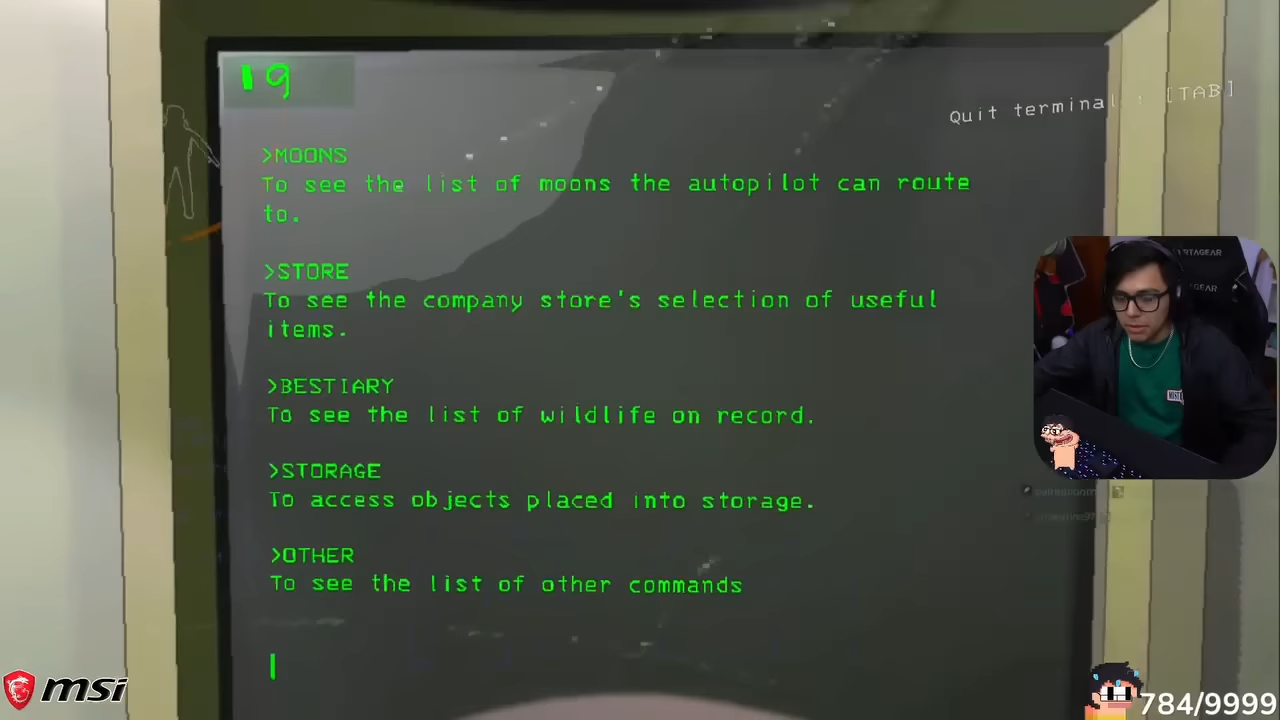 ▮19
Quit terminal : [TAB]
>MOONS
To see the list of moons the autopilot can route
to.
>STORE
To see the company store's selection of useful
items.
>BESTIARY
To see the list of wildlife on record.
>STORAGE
To access objects placed into storage.
>OTHER
To see the list of other commands
msi
784/9999